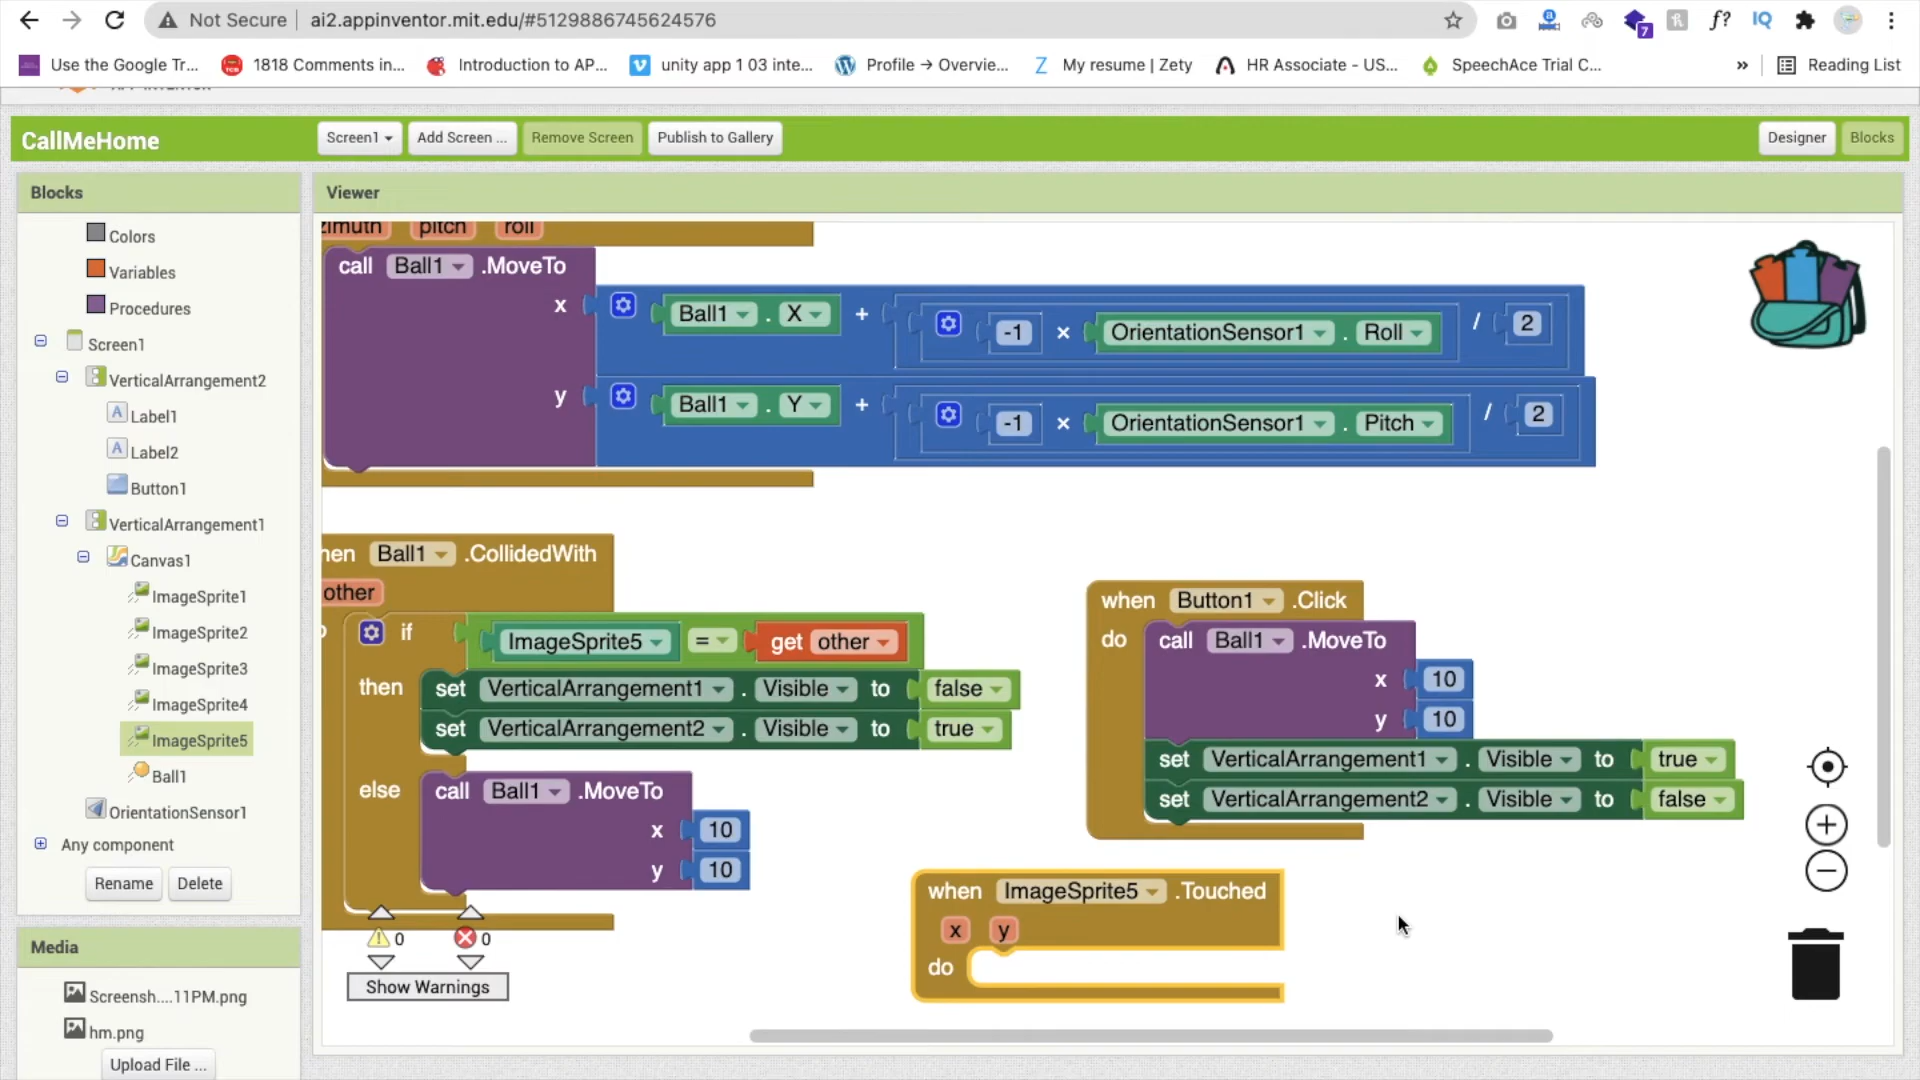 Not Secure | ai2.appinventor.mit.edu/#5129886745624576
7
f?
IQ
Use the Google Tr...
1818 Comments in...
Introduction to AP...
unity app 1 03 inte...
Profile → Overvie...
My resume | Zety
HR Associate - US...
SpeechAce Trial C...
»
Reading List
CallMeHome
Screen1
Add Screen ...
Remove Screen
Publish to Gallery
Designer
Blocks
Blocks
Colors
Variables
Procedures
Screen1
VerticalArrangement2
Label1
Label2
Button1
VerticalArrangement1
Canvas1
ImageSprite1
ImageSprite2
ImageSprite3
ImageSprite4
ImageSprite5
Ball1
OrientationSensor1
Any component
Rename
Delete
Media
Screensh....11PM.png
hm.png
Upload File ...
Viewer
zimuth pitch roll
call Ball1 .MoveTo
x Ball1 . X + -1 × OrientationSensor1 . Roll / 2
y Ball1 . Y + -1 × OrientationSensor1 . Pitch / 2
hen Ball1 .CollidedWith
other
if ImageSprite5 = get other
then set VerticalArrangement1 . Visible to false
set VerticalArrangement2 . Visible to true
else call Ball1 .MoveTo
x 10
y 10
when Button1 .Click
do call Ball1 .MoveTo
x 10
y 10
set VerticalArrangement1 . Visible to true
set VerticalArrangement2 . Visible to false
when ImageSprite5 .Touched
x y
do
0 0
Show Warnings